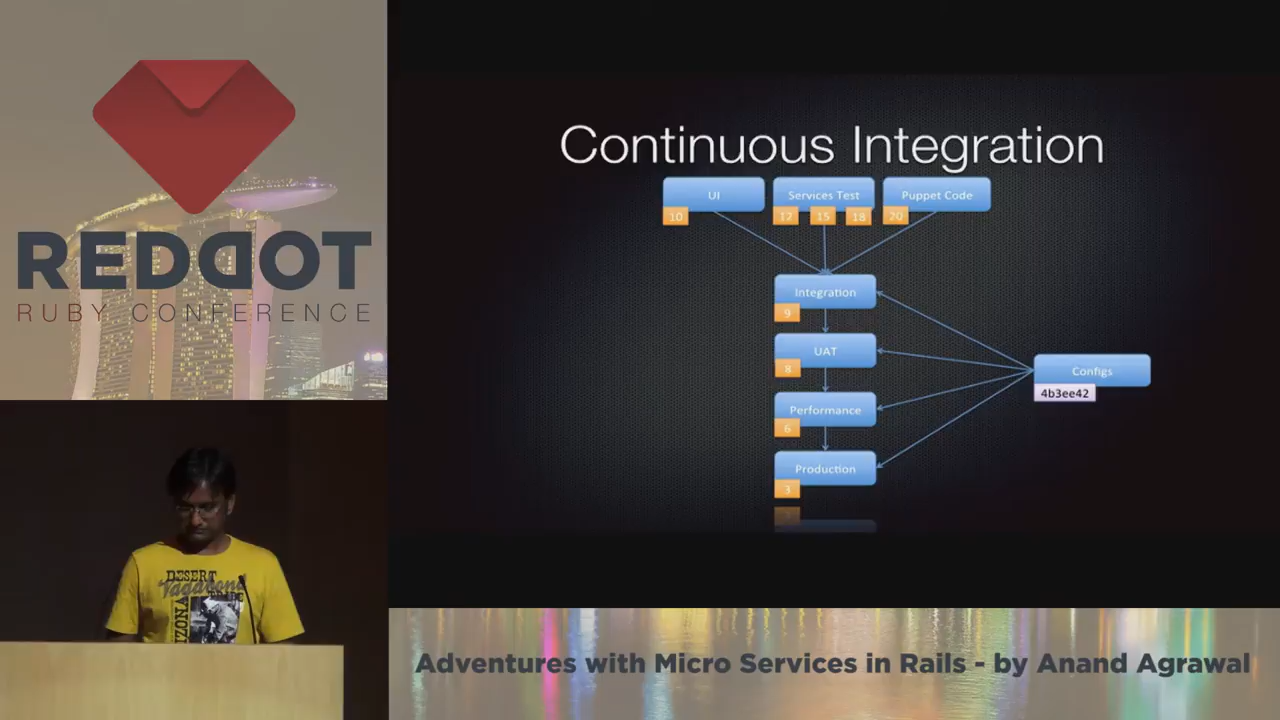 REDDOT
RUBY CONFERENCE
Continuous Integration
UI
Services Test
Puppet Code
10
12
15
18
20
Integration
9
UAT
8
Configs
4b3ee42
Performance
6
Production
3
DESERT
Vagabond
Adventures with Micro Services in Rails - by Anand Agrawal